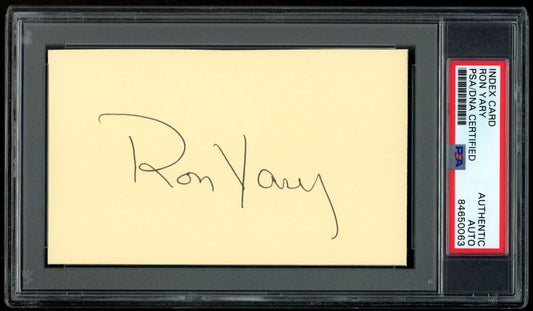 Ron Yary
INDEX CARD
RON YARY
PSA/DNA CERTIFIED
PSA
AUTHENTIC
AUTO
84650063